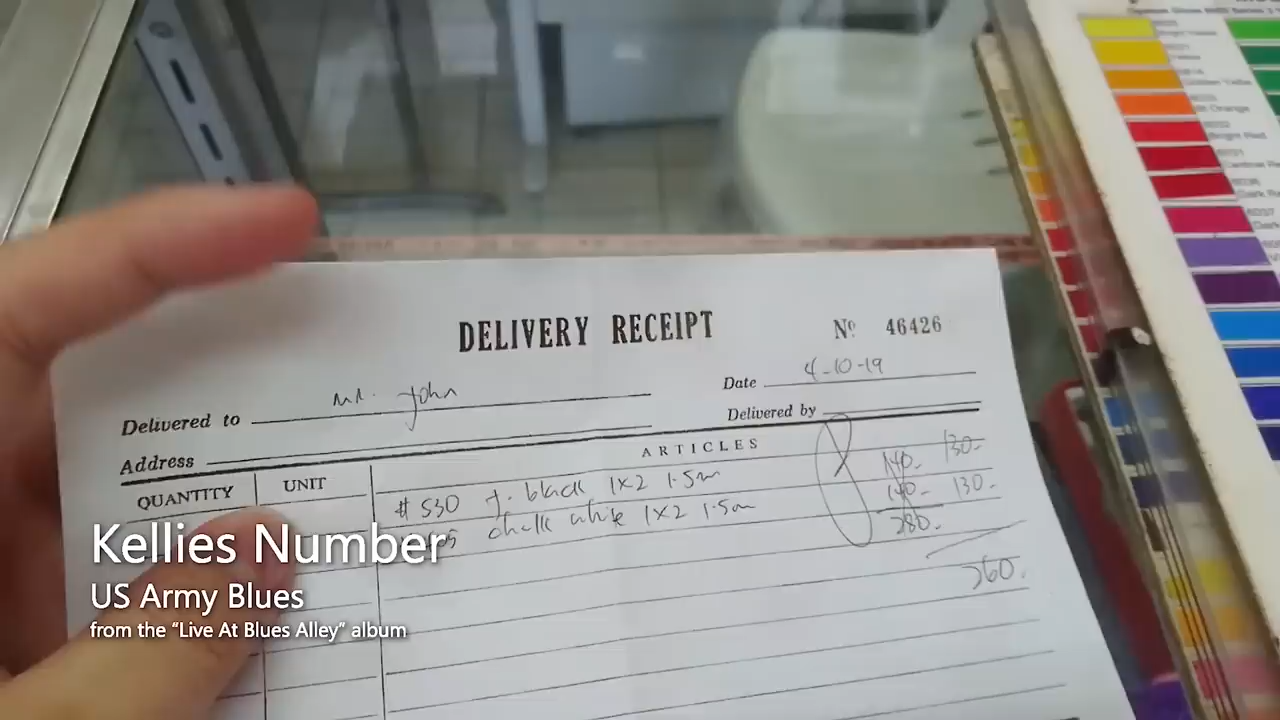 DELIVERY RECEIPT
Nº 46426
Delivered to Mr. John
Date 4-10-19
Address
Delivered by
QUANTITY UNIT ARTICLES
# 530 f. black 1x2 1.5m 140- 130-
chalk white 1x2 1.5m 140- 130-
280.
260.
Kellies Number
US Army Blues
from the “Live At Blues Alley” album